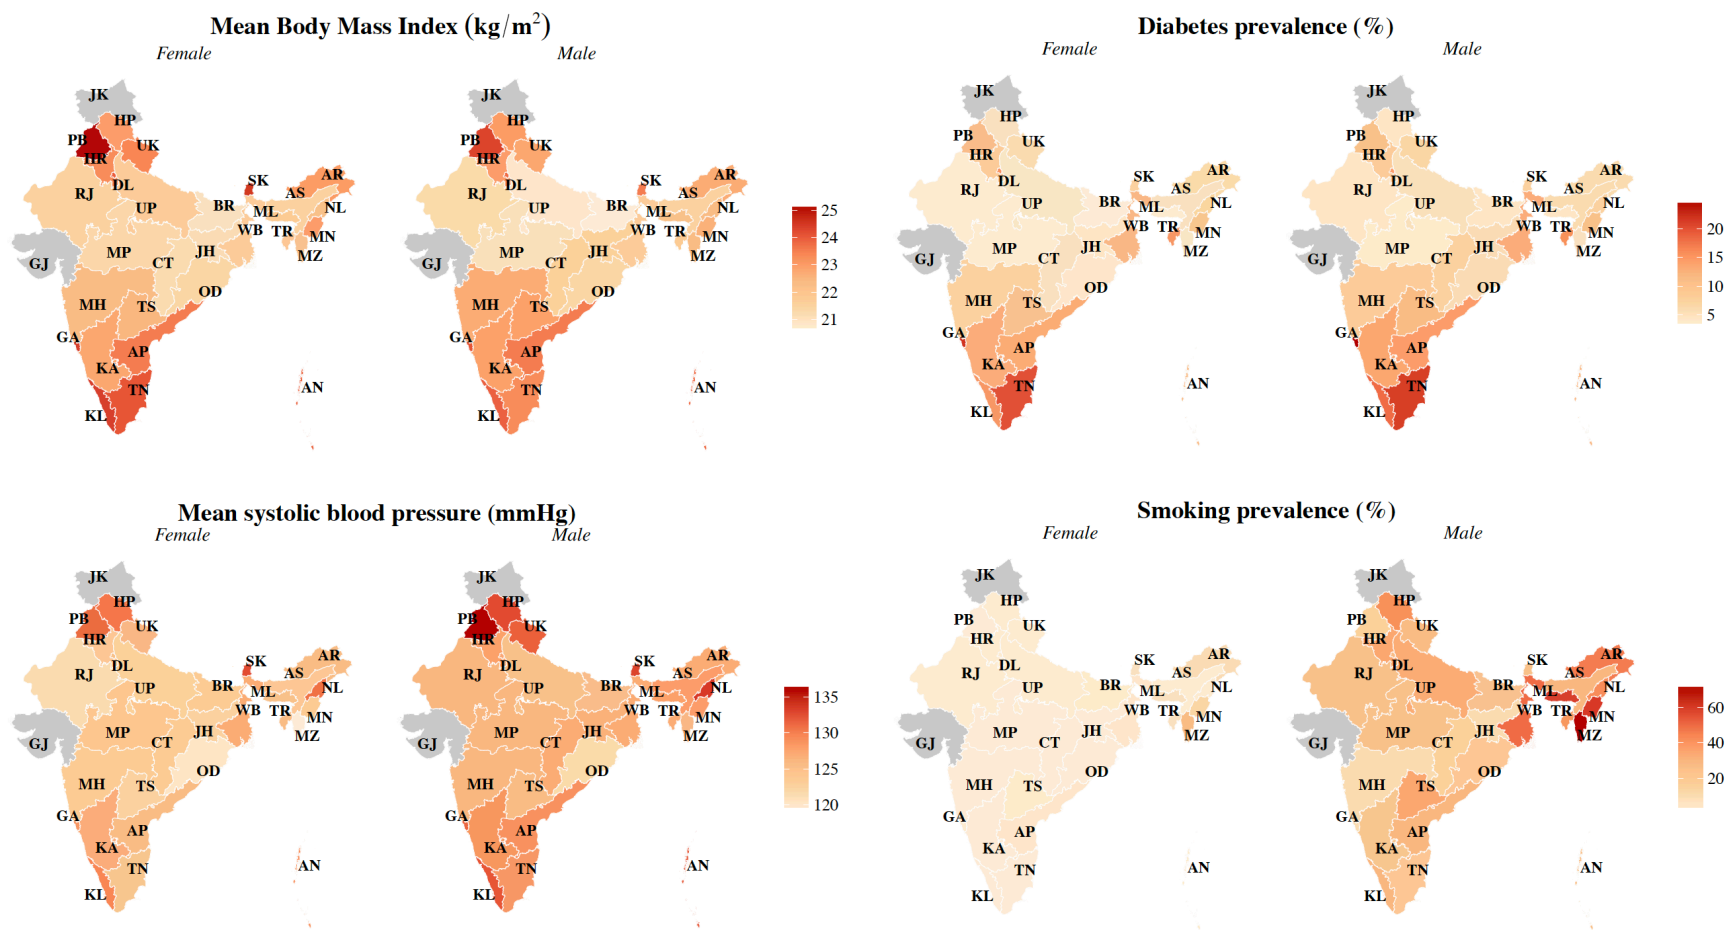 Mean Body Mass Index (kg/m²)
Female
Male
JK
HP
PB
UK
HR
RJ
DL
UP
BR
SK
AS
AR
ML
NL
WB
TR
MN
MZ
GJ
MP
CT
JH
OD
MH
TS
GA
AP
KA
TN
KL
AN
JK
HP
PB
UK
HR
RJ
DL
UP
BR
SK
AS
AR
ML
NL
WB
TR
MN
MZ
GJ
MP
CT
JH
OD
MH
TS
GA
AP
KA
TN
KL
AN
25
24
23
22
21
Diabetes prevalence (%)
Female
Male
JK
HP
PB
UK
HR
RJ
DL
UP
BR
SK
AS
AR
ML
NL
WB
TR
MN
MZ
GJ
MP
CT
JH
OD
MH
TS
GA
AP
KA
TN
KL
AN
JK
HP
PB
UK
HR
RJ
DL
UP
BR
SK
AS
AR
ML
NL
WB
TR
MN
MZ
GJ
MP
CT
JH
OD
MH
TS
GA
AP
KA
TN
KL
AN
20
15
10
5
Mean systolic blood pressure (mmHg)
Female
Male
JK
HP
PB
UK
HR
RJ
DL
UP
BR
SK
AS
AR
ML
NL
WB
TR
MN
MZ
GJ
MP
CT
JH
OD
MH
TS
GA
AP
KA
TN
KL
AN
JK
HP
PB
UK
HR
RJ
DL
UP
BR
SK
AS
AR
ML
NL
WB
TR
MN
MZ
GJ
MP
CT
JH
OD
MH
TS
GA
AP
KA
TN
KL
AN
135
130
125
120
Smoking prevalence (%)
Female
Male
JK
HP
PB
UK
HR
RJ
DL
UP
BR
SK
AS
AR
ML
NL
WB
TR
MN
MZ
GJ
MP
CT
JH
OD
MH
TS
GA
AP
KA
TN
KL
AN
JK
HP
PB
UK
HR
RJ
DL
UP
BR
SK
AS
AR
ML
NL
WB
TR
MN
MZ
GJ
MP
CT
JH
OD
MH
TS
GA
AP
KA
TN
KL
AN
60
40
20